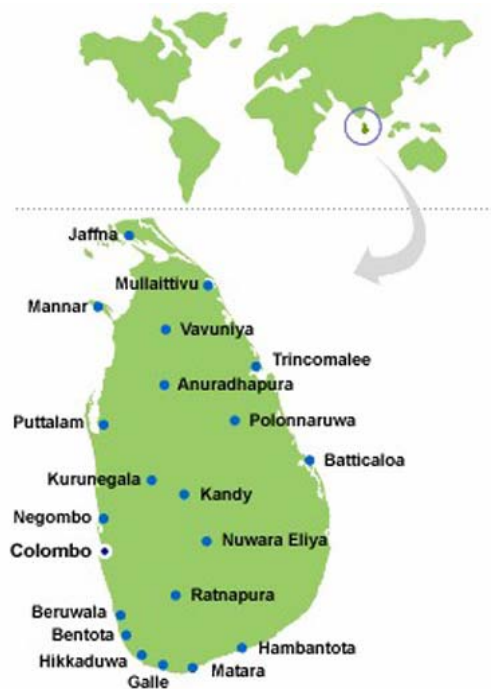 Jaffna
Mullaittivu
Mannar
Vavuniya
Trincomalee
Anuradhapura
Polonnaruwa
Puttalam
Batticaloa
Kurunegala
Kandy
Negombo
Nuwara Eliya
Colombo
Ratnapura
Beruwala
Bentota
Hambantota
Hikkaduwa
Matara
Galle